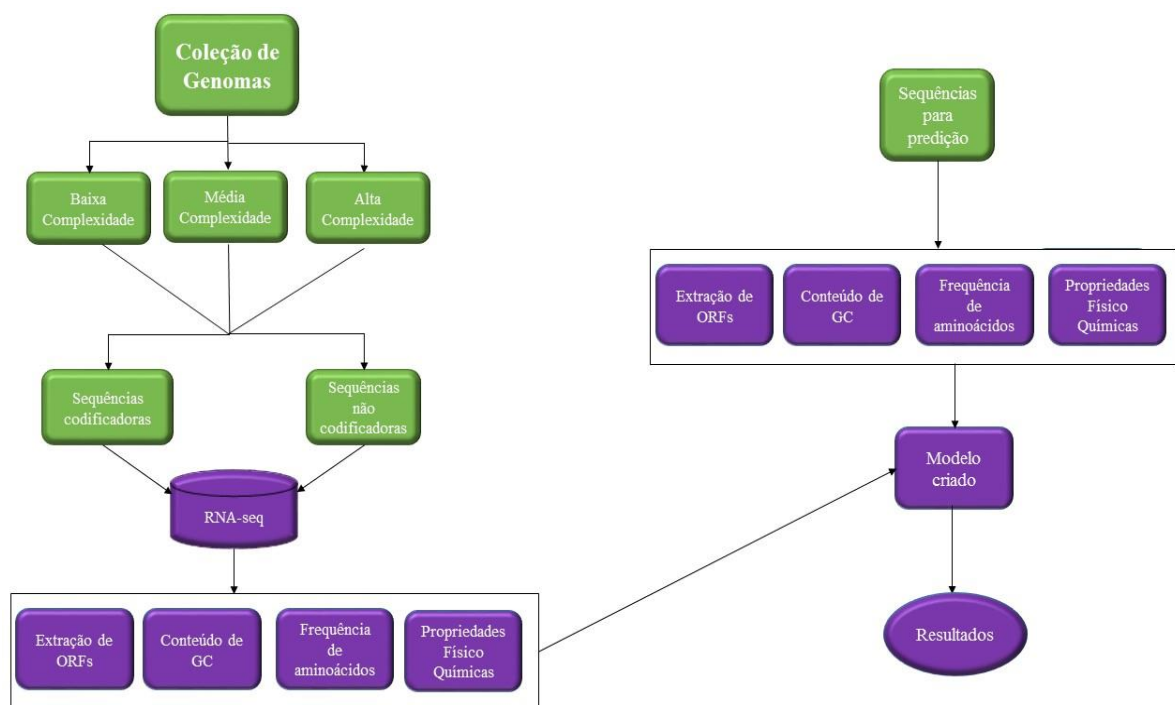 Coleção de
Genomas
Baixa
Complexidade
Média
Complexidade
Alta
Complexidade
Sequências
codificadoras
Sequências
não
codificadoras
RNA-seq
Extração de
ORFs
Conteúdo de
GC
Frequência
de
aminoácidos
Propriedades
Físico
Químicas
Sequências
para
predição
Extração de
ORFs
Conteúdo de
GC
Frequência
de
aminoácidos
Propriedades
Físico
Químicas
Modelo
criado
Resultados